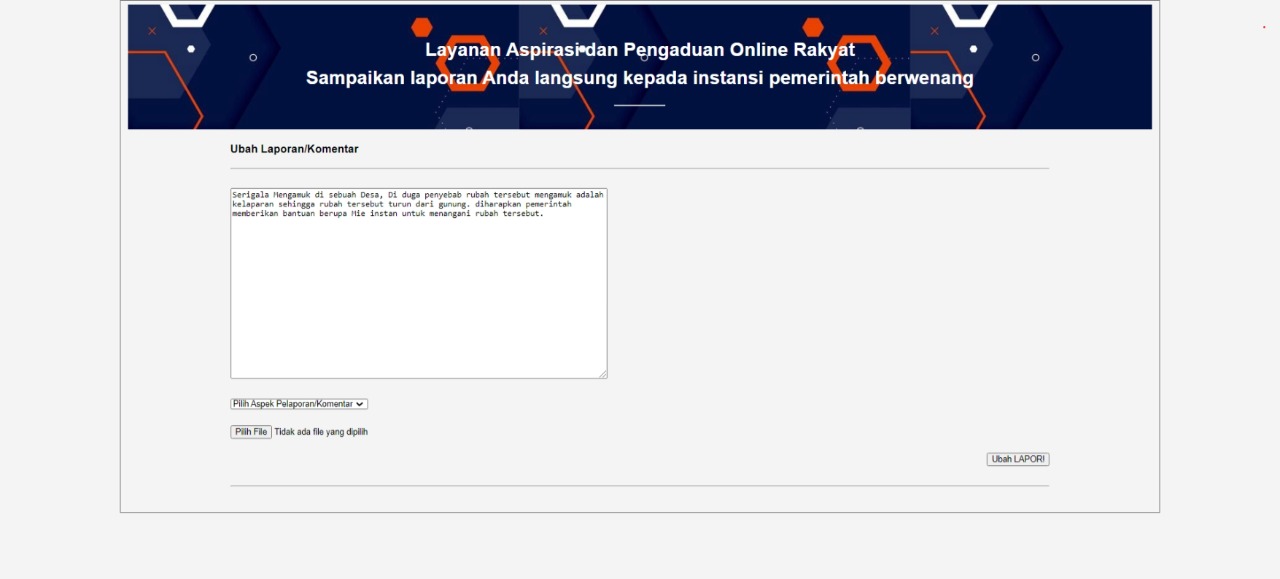 Layanan Aspirasi dan Pengaduan Online Rakyat
Sampaikan laporan Anda langsung kepada instansi pemerintah berwenang
Ubah Laporan/Komentar
Serigala Mengamuk di sebuah Desa, Di duga penyebab rubah tersebut mengamuk adalah
kelaparan sehingga rubah tersebut turun dari gunung. diharapkan pemerintah
memberikan bantuan berupa Mie instan untuk menangani rubah tersebut.
Pilih Aspek Pelaporan/Komentar
Pilih File Tidak ada file yang dipilih
Ubah LAPOR!